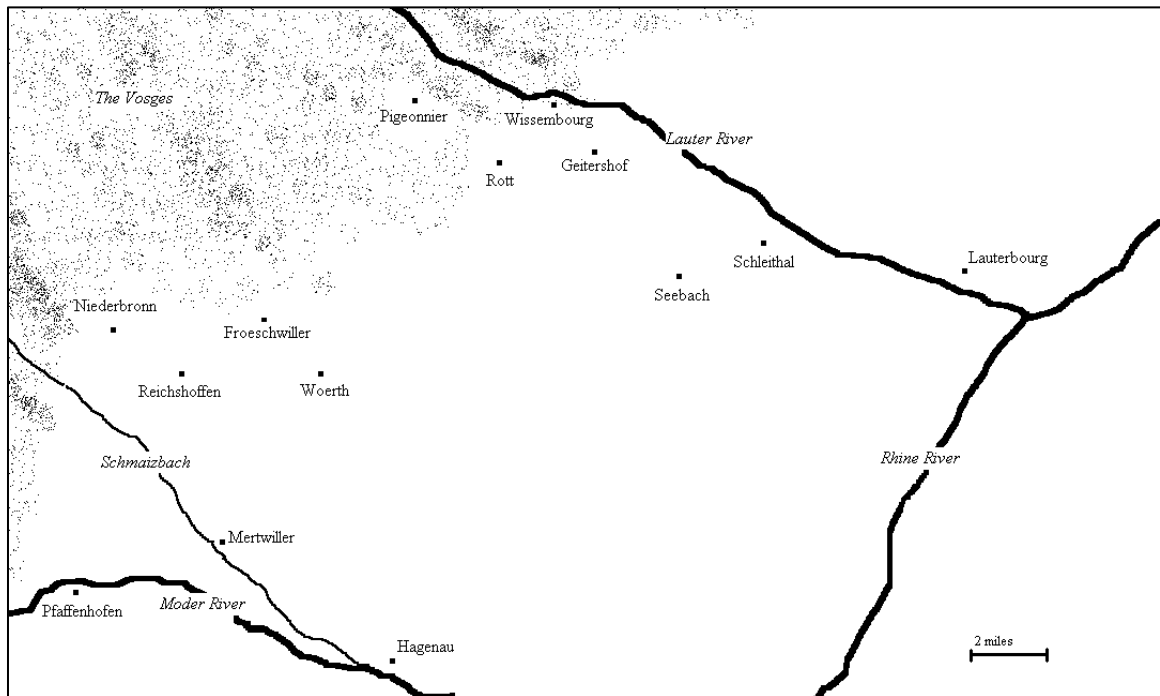 The Vosges
Pigeonnier
Wissembourg
Lauter River
Rott
Geitershof
Schleithal
Lauterbourg
Seebach
Niederbronn
Froeschwiller
Reichshoffen
Woerth
Schmaizbach
Rhine River
Mertwiller
Pfaffenhofen
Moder River
Hagenau
2 miles